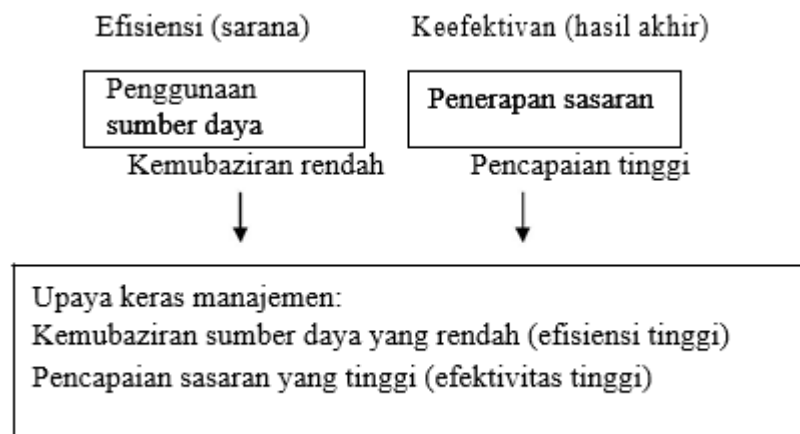 Efisiensi (sarana)
Keefektivan (hasil akhir)
Penggunaan
sumber daya
Penerapan sasaran
Kemubaziran rendah
Pencapaian tinggi
Upaya keras manajemen:
Kemubaziran sumber daya yang rendah (efisiensi tinggi)
Pencapaian sasaran yang tinggi (efektivitas tinggi)